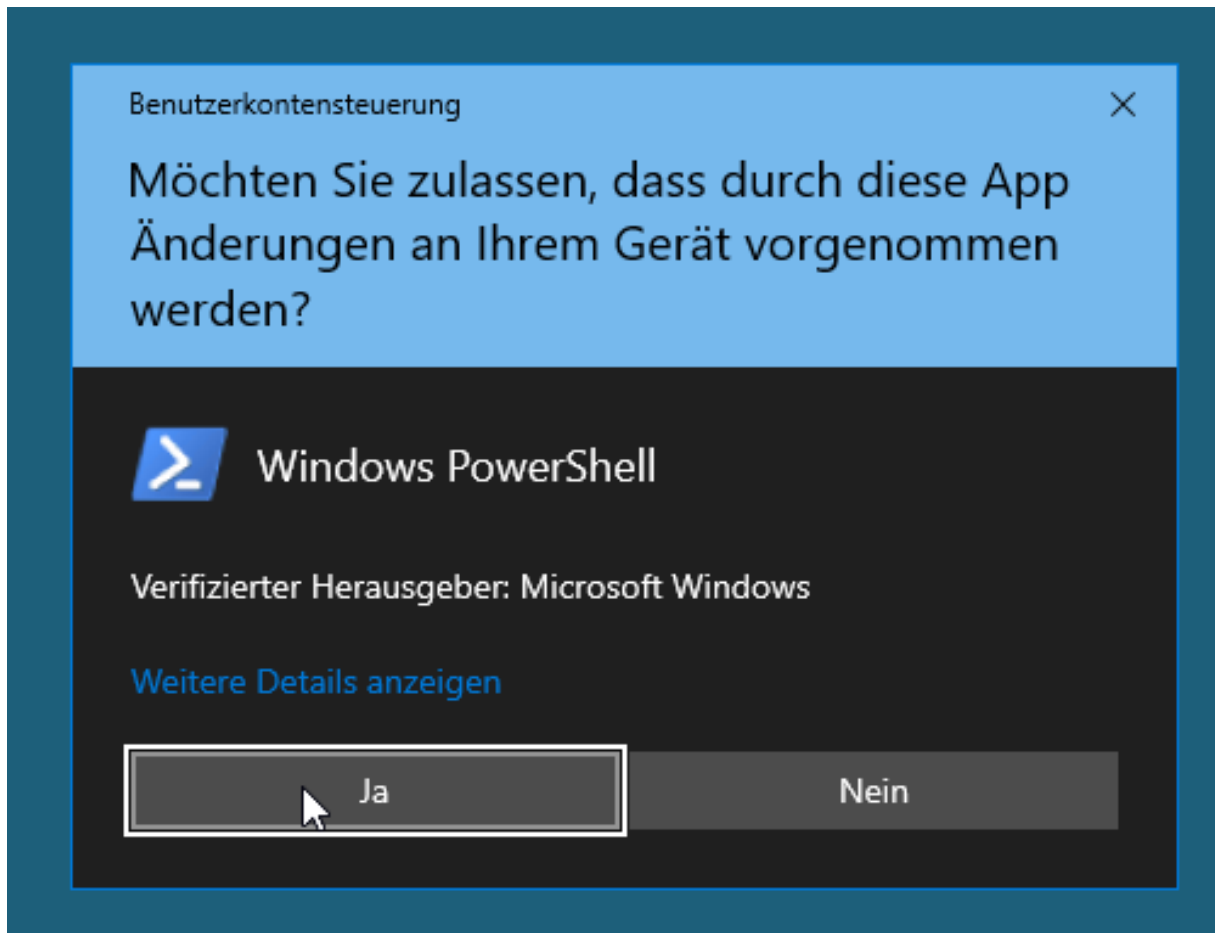 Benutzerkontensteuerung
Möchten Sie zulassen, dass durch diese App
Änderungen an Ihrem Gerät vorgenommen
werden?
Windows PowerShell
Verifizierter Herausgeber: Microsoft Windows
Weitere Details anzeigen
Ja
Nein